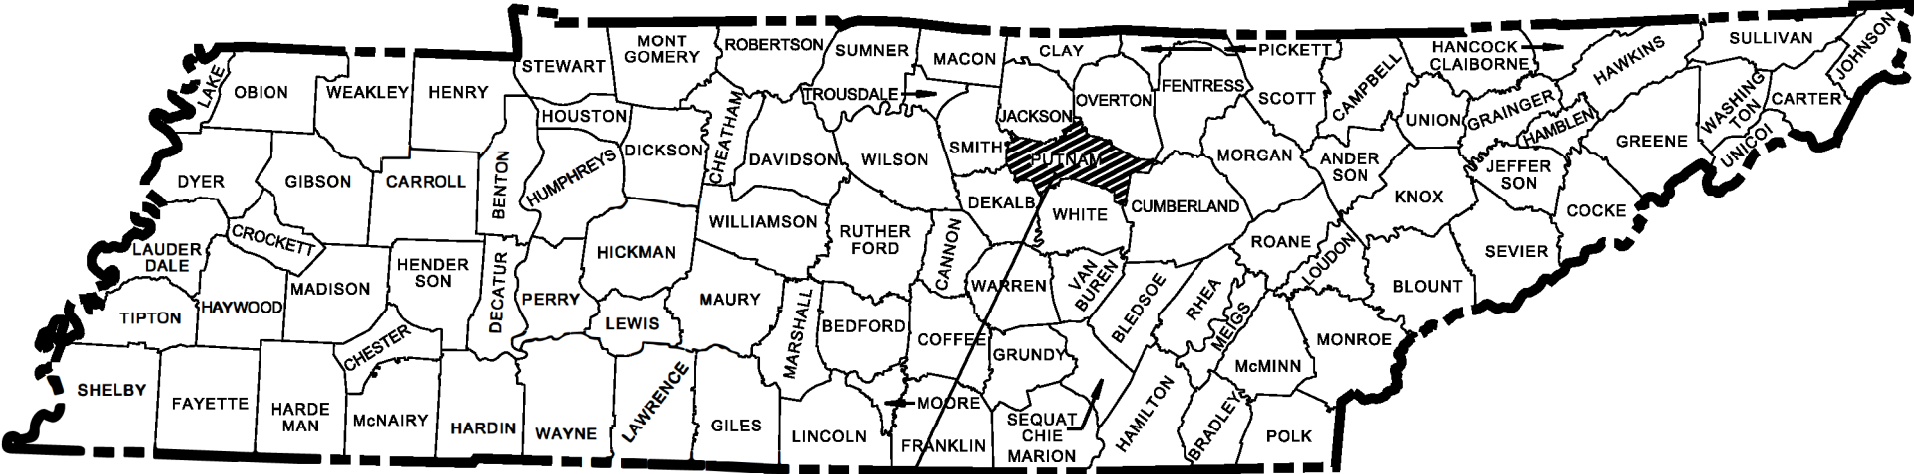 MONT
GOMERY
ROBERTSON
SUMNER
MACON
CLAY
PICKETT
HANCOCK
CLAIBORNE
HAWKINS
SULLIVAN
JOHNSON
STEWART
LAKE
OBION
WEAKLEY
HENRY
HOUSTON
CHEATHAM
TROUSDALE
JACKSON
OVERTON
FENTRESS
SCOTT
CAMPBELL
UNION
GRAINGER
HAMBLEN
WASHING
TON
CARTER
UNICOI
GREENE
DYER
GIBSON
CARROLL
BENTON
HUMPHREYS
DICKSON
DAVIDSON
WILSON
SMITH
PUTNAM
MORGAN
ANDER
SON
KNOX
JEFFER
SON
COCKE
DEKALB
WHITE
CUMBERLAND
LAUDER
DALE
CROCKETT
HICKMAN
WILLIAMSON
RUTHER
FORD
CANNON
ROANE
LOUDON
SEVIER
BLOUNT
TIPTON
HAYWOOD
MADISON
HENDER
SON
DECATUR
PERRY
LEWIS
MAURY
MARSHALL
BEDFORD
COFFEE
WARREN
VAN
BUREN
BLEDSOE
RHEA
MEIGS
MONROE
McMINN
CHESTER
GRUNDY
SHELBY
FAYETTE
HARDE
MAN
McNAIRY
HARDIN
WAYNE
LAWRENCE
GILES
LINCOLN
MOORE
FRANKLIN
SEQUAT
CHIE
MARION
HAMILTON
BRADLEY
POLK